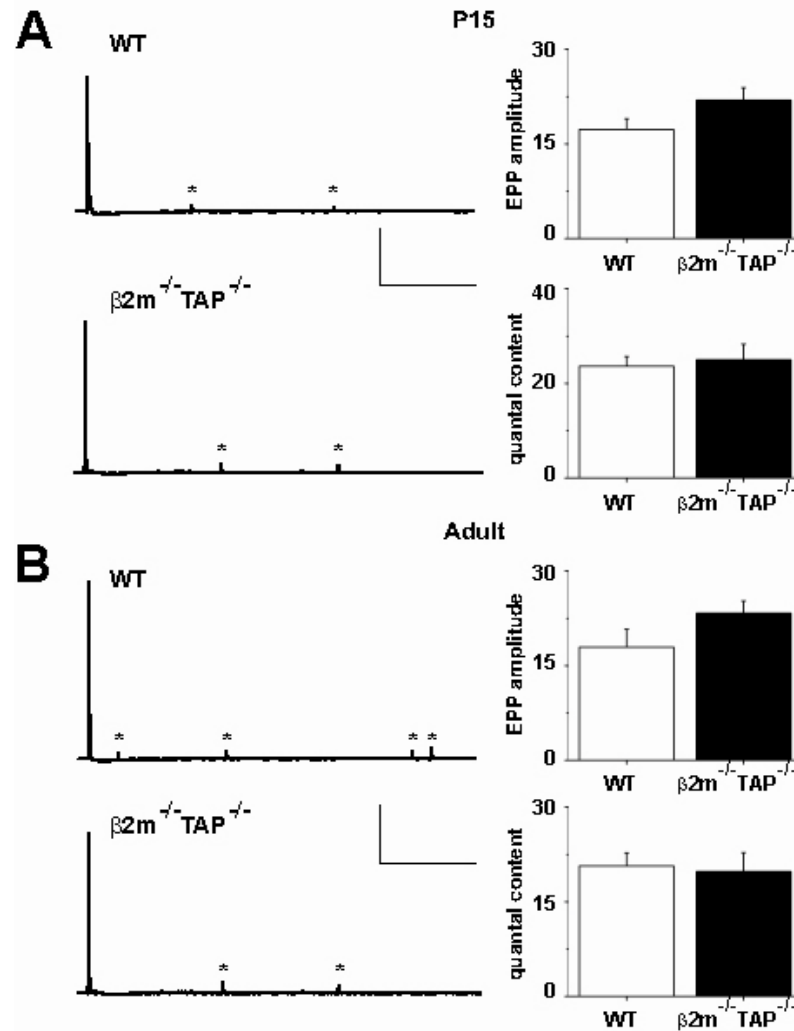 A
P15
WT
* *
β2m-/-TAP-/-
* *
EPP amplitude
30
15
0
WT β2m-/-TAP-/-
quantal content
40
20
0
WT β2m-/-TAP-/-
Adult
B
WT
* * * *
β2m-/-TAP-/-
* *
EPP amplitude
30
15
0
WT β2m-/-TAP-/-
quantal content
30
15
0
WT β2m-/-TAP-/-